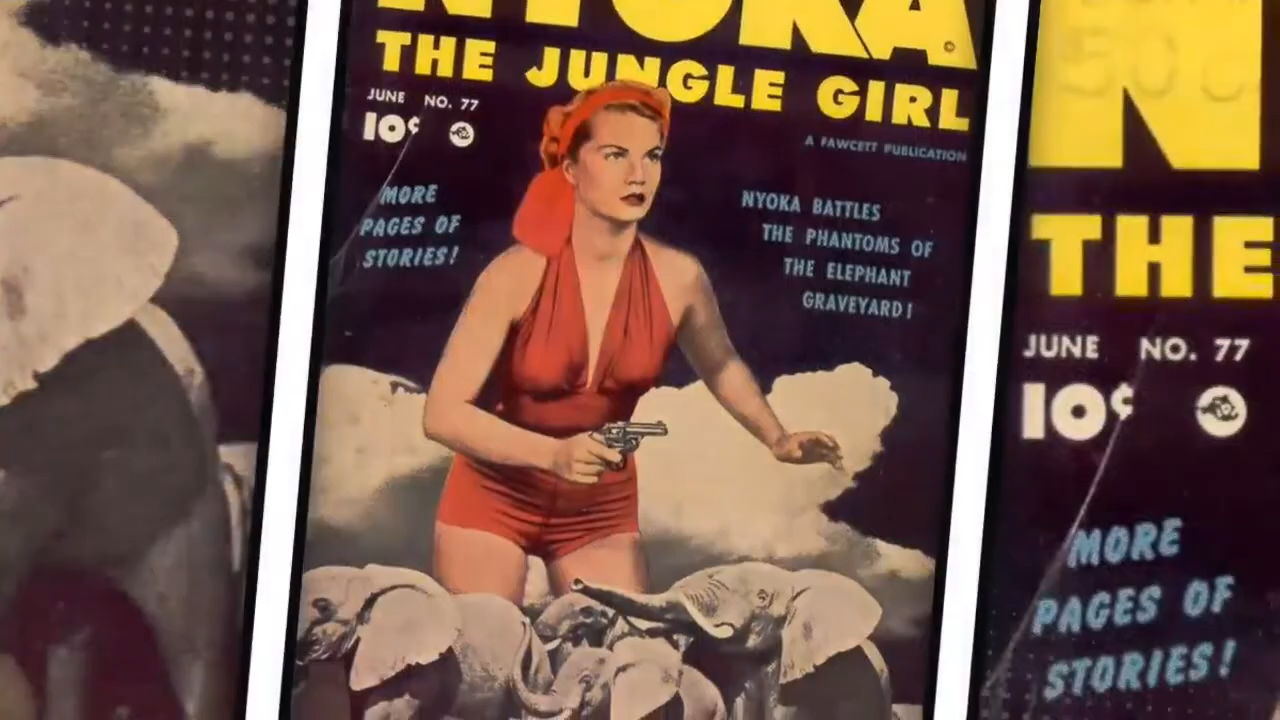 NYOKA
THE JUNGLE GIRL
JUNE NO. 77
10¢
A FAWCETT PUBLICATION
MORE
PAGES OF
STORIES!
NYOKA BATTLES
THE PHANTOMS OF
THE ELEPHANT
GRAVEYARD!
N
THE
JUNE NO. 77
10¢
MORE
PAGES OF
STORIES!